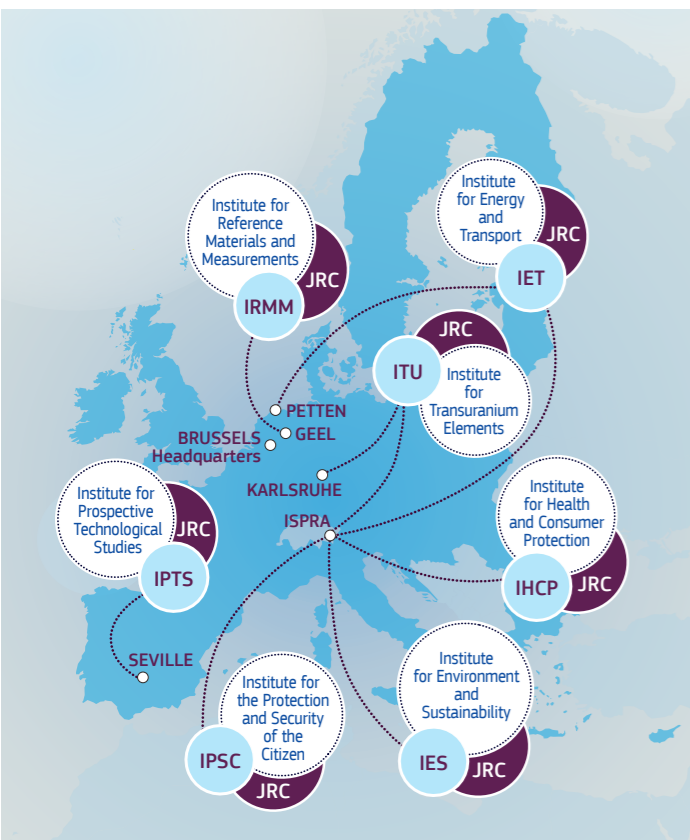 Institute for
Reference
Materials and
Measurements
JRC
IRMM
Institute
for Energy
and
Transport
JRC
IET
JRC
ITU
Institute
for
Transuranium
Elements
PETTEN
GEEL
BRUSSELS
Headquarters
KARLSRUHE
ISPRA
Institute for
Prospective
Technological
Studies
JRC
IPTS
Institute
for Health
and Consumer
Protection
IHCP
JRC
SEVILLE
Institute for
the Protection
and Security
of the
Citizen
IPSC
JRC
Institute
for Environment
and
Sustainability
IES
JRC